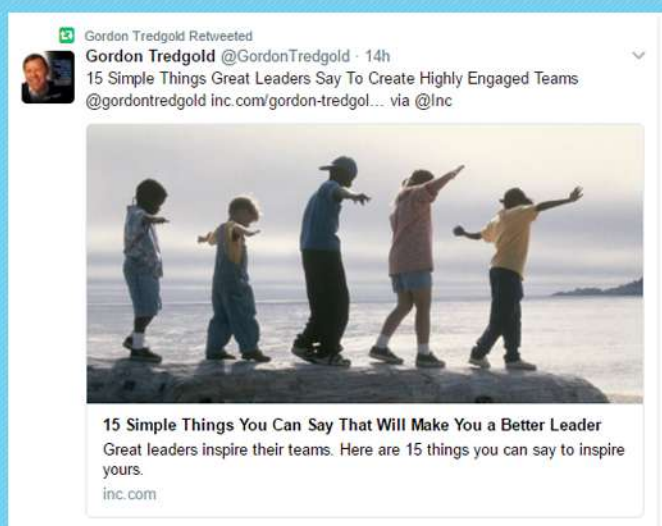 Gordon Tredgold Retweeted
Gordon Tredgold @GordonTredgold · 14h
15 Simple Things Great Leaders Say To Create Highly Engaged Teams
@gordontredgold inc.com/gordon-tredgol... via @Inc
15 Simple Things You Can Say That Will Make You a Better Leader
Great leaders inspire their teams. Here are 15 things you can say to inspire
yours.
inc.com